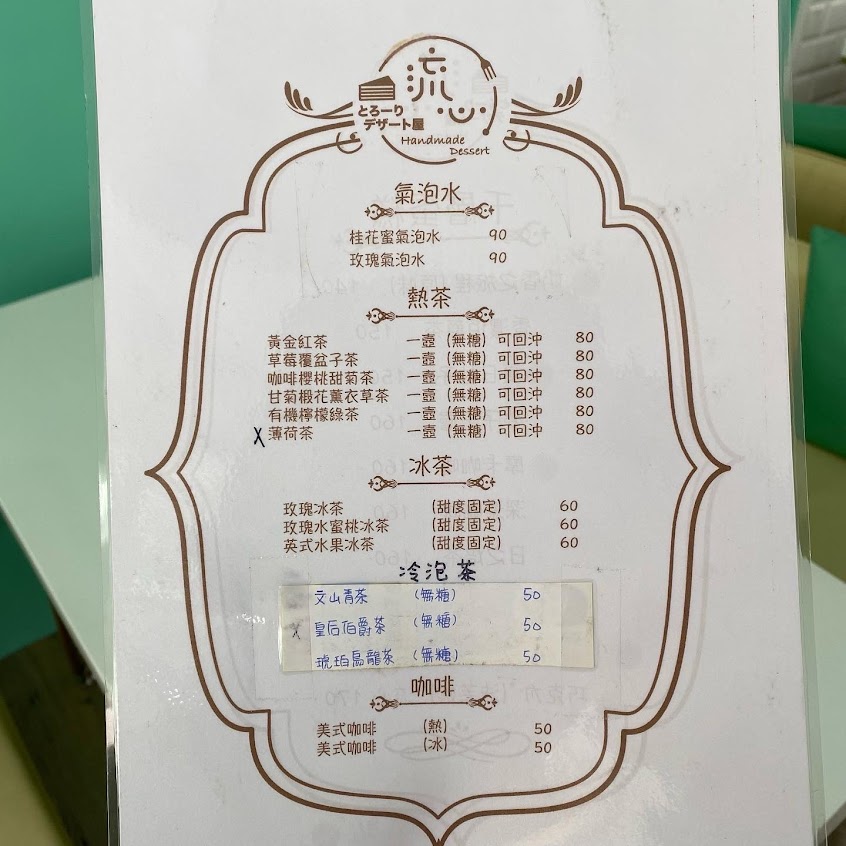 流心
とろーり
デザート屋
Handmade
Dessert
氣泡水
桂花蜜氣泡水 90
玫瑰氣泡水 90
熱茶
黃金紅茶 一壺 (無糖) 可回沖 80
草莓覆盆子茶 一壺 (無糖) 可回沖 80
咖啡櫻桃甜菊茶 一壺 (無糖) 可回沖 80
甘菊椴花薰衣草茶 一壺 (無糖) 可回沖 80
有機檸檬綠茶 一壺 (無糖) 可回沖 80
X 薄荷茶 一壺 (無糖) 可回沖 80
冰茶
玫瑰冰茶 (甜度固定) 60
玫瑰水蜜桃冰茶 (甜度固定) 60
英式水果冰茶 (甜度固定) 60
冷泡茶
文山青茶 (無糖) 50
X 皇后伯爵茶 (無糖) 50
琥珀烏龍茶 (無糖) 50
咖啡
美式咖啡 (熱) 50
美式咖啡 (冰) 50